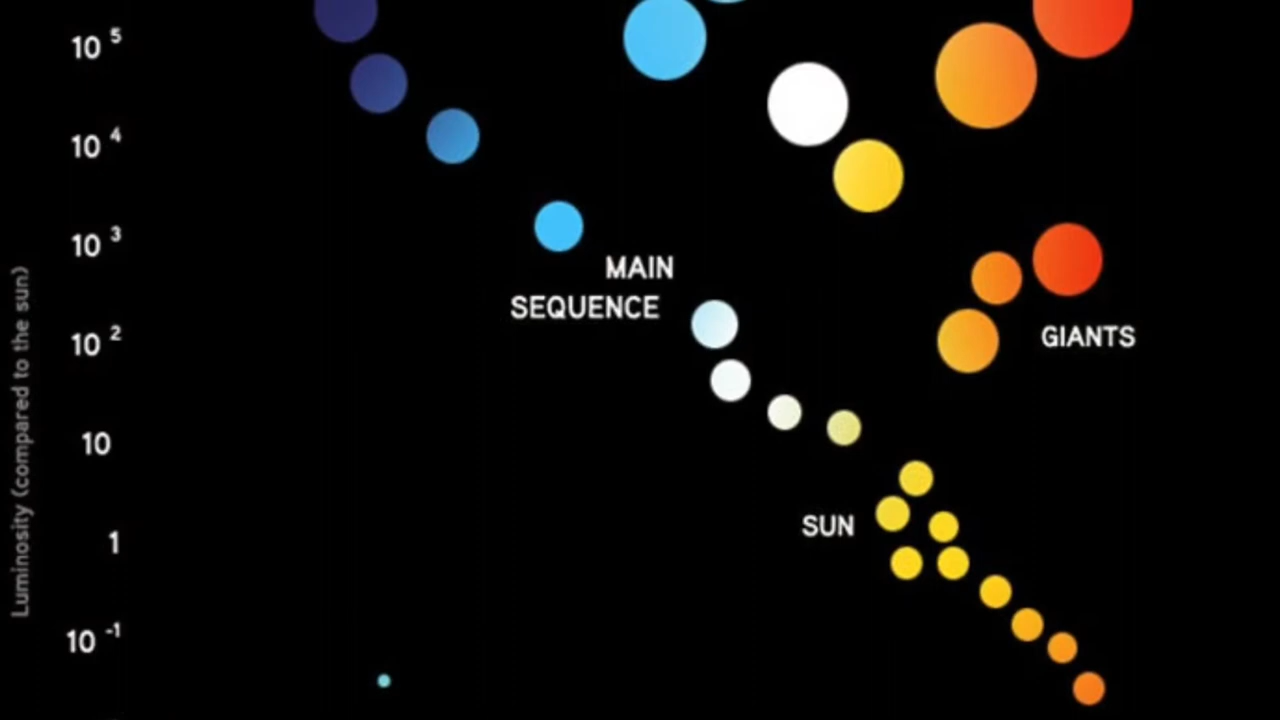 10 5
10 4
10 3
MAIN
SEQUENCE
10 2
GIANTS
10
SUN
1
10 -1
Luminosity (compared to the sun)